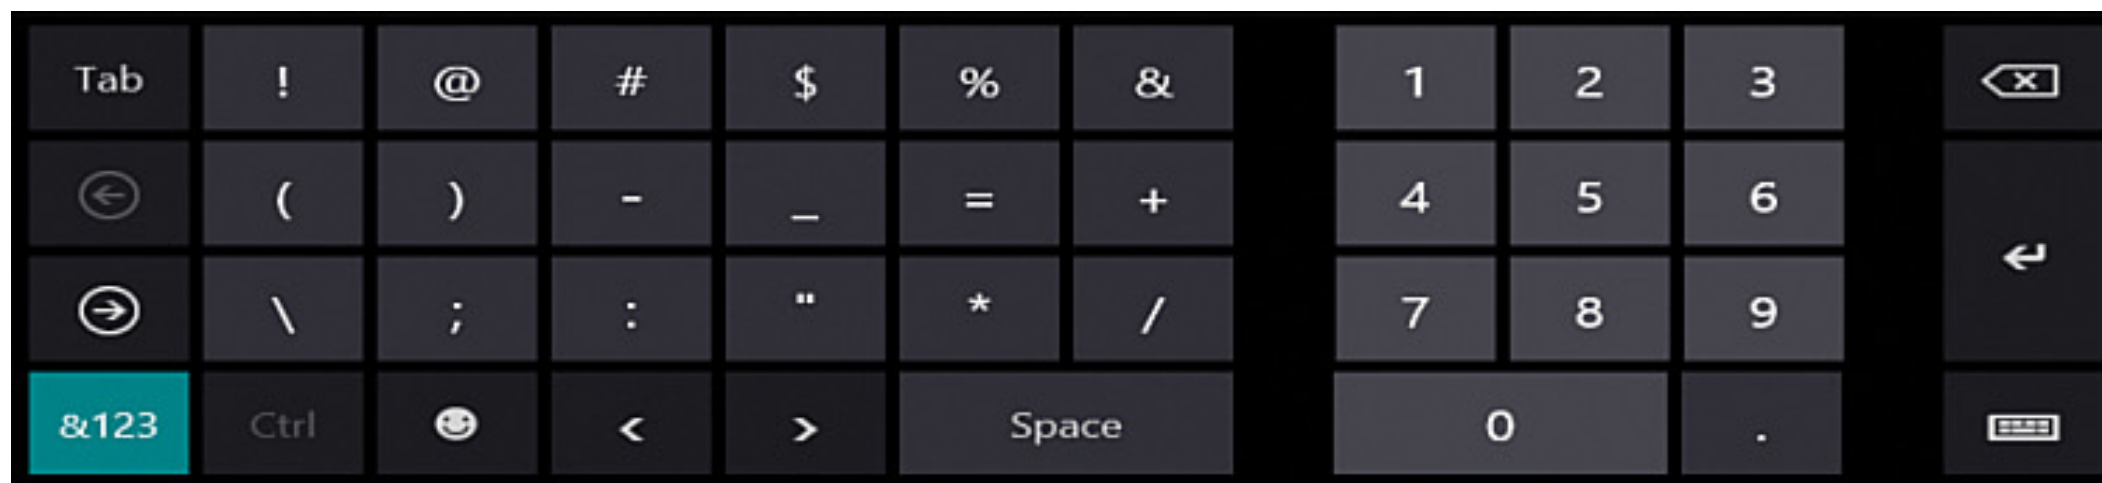 Tab ! @ # $ % & 1 2 3
( ) - _ = + 4 5 6
\ ; : " * / 7 8 9
&123 Ctrl < > Space 0 .